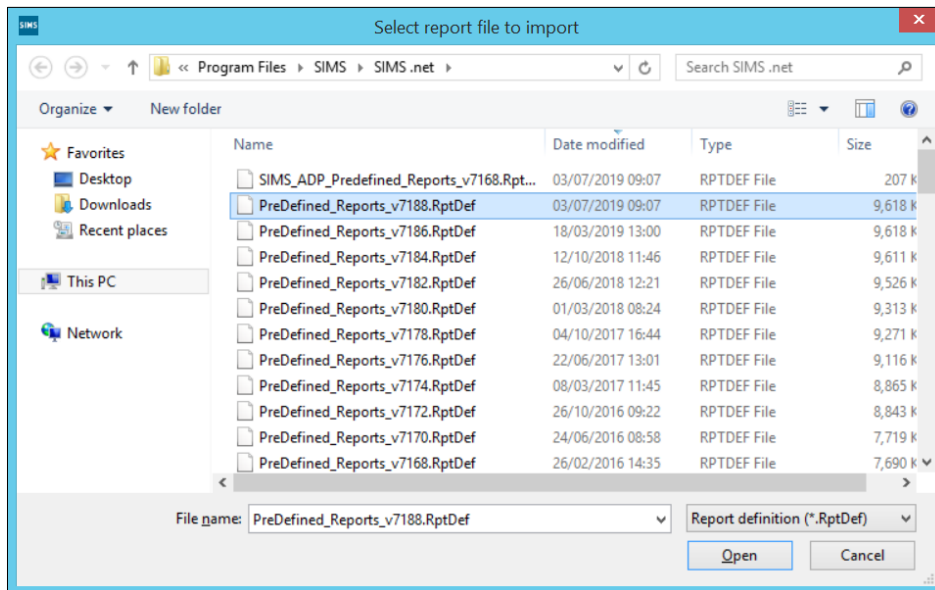 SIMS Select report file to import
« Program Files SIMS SIMS .net Search SIMS .net
Organize New folder
Name Date modified Type Size
Favorites
Desktop
Downloads
Recent places
This PC
Network
SIMS_ADP_Predefined_Reports_v7168.Rpt... 03/07/2019 09:07 RPTDEF File 207 K
PreDefined_Reports_v7188.RptDef 03/07/2019 09:07 RPTDEF File 9,618 K
PreDefined_Reports_v7186.RptDef 18/03/2019 13:00 RPTDEF File 9,618 K
PreDefined_Reports_v7184.RptDef 12/10/2018 11:46 RPTDEF File 9,611 K
PreDefined_Reports_v7182.RptDef 26/06/2018 12:21 RPTDEF File 9,526 K
PreDefined_Reports_v7180.RptDef 01/03/2018 08:24 RPTDEF File 9,313 K
PreDefined_Reports_v7178.RptDef 04/10/2017 16:44 RPTDEF File 9,271 K
PreDefined_Reports_v7176.RptDef 22/06/2017 13:01 RPTDEF File 9,116 K
PreDefined_Reports_v7174.RptDef 08/03/2017 11:45 RPTDEF File 8,865 K
PreDefined_Reports_v7172.RptDef 26/10/2016 09:22 RPTDEF File 8,843 K
PreDefined_Reports_v7170.RptDef 24/06/2016 08:58 RPTDEF File 7,719 K
PreDefined_Reports_v7168.RptDef 26/02/2016 14:35 RPTDEF File 7,690 K
File name: PreDefined_Reports_v7188.RptDef Report definition (*.RptDef)
Open Cancel